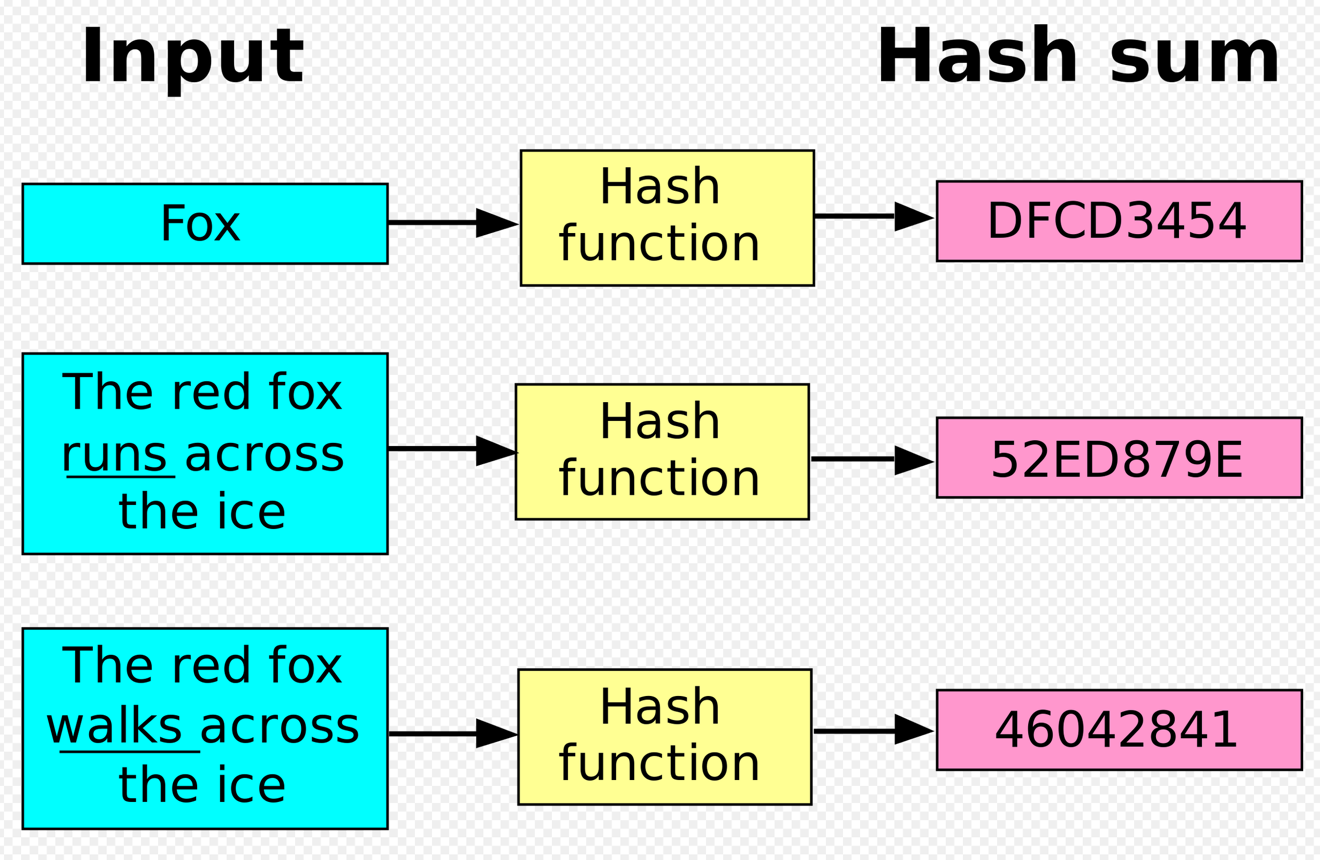 Input
Hash sum
Fox
Hash
function
DFCD3454
The red fox
runs across
the ice
Hash
function
52ED879E
The red fox
walks across
the ice
Hash
function
46042841